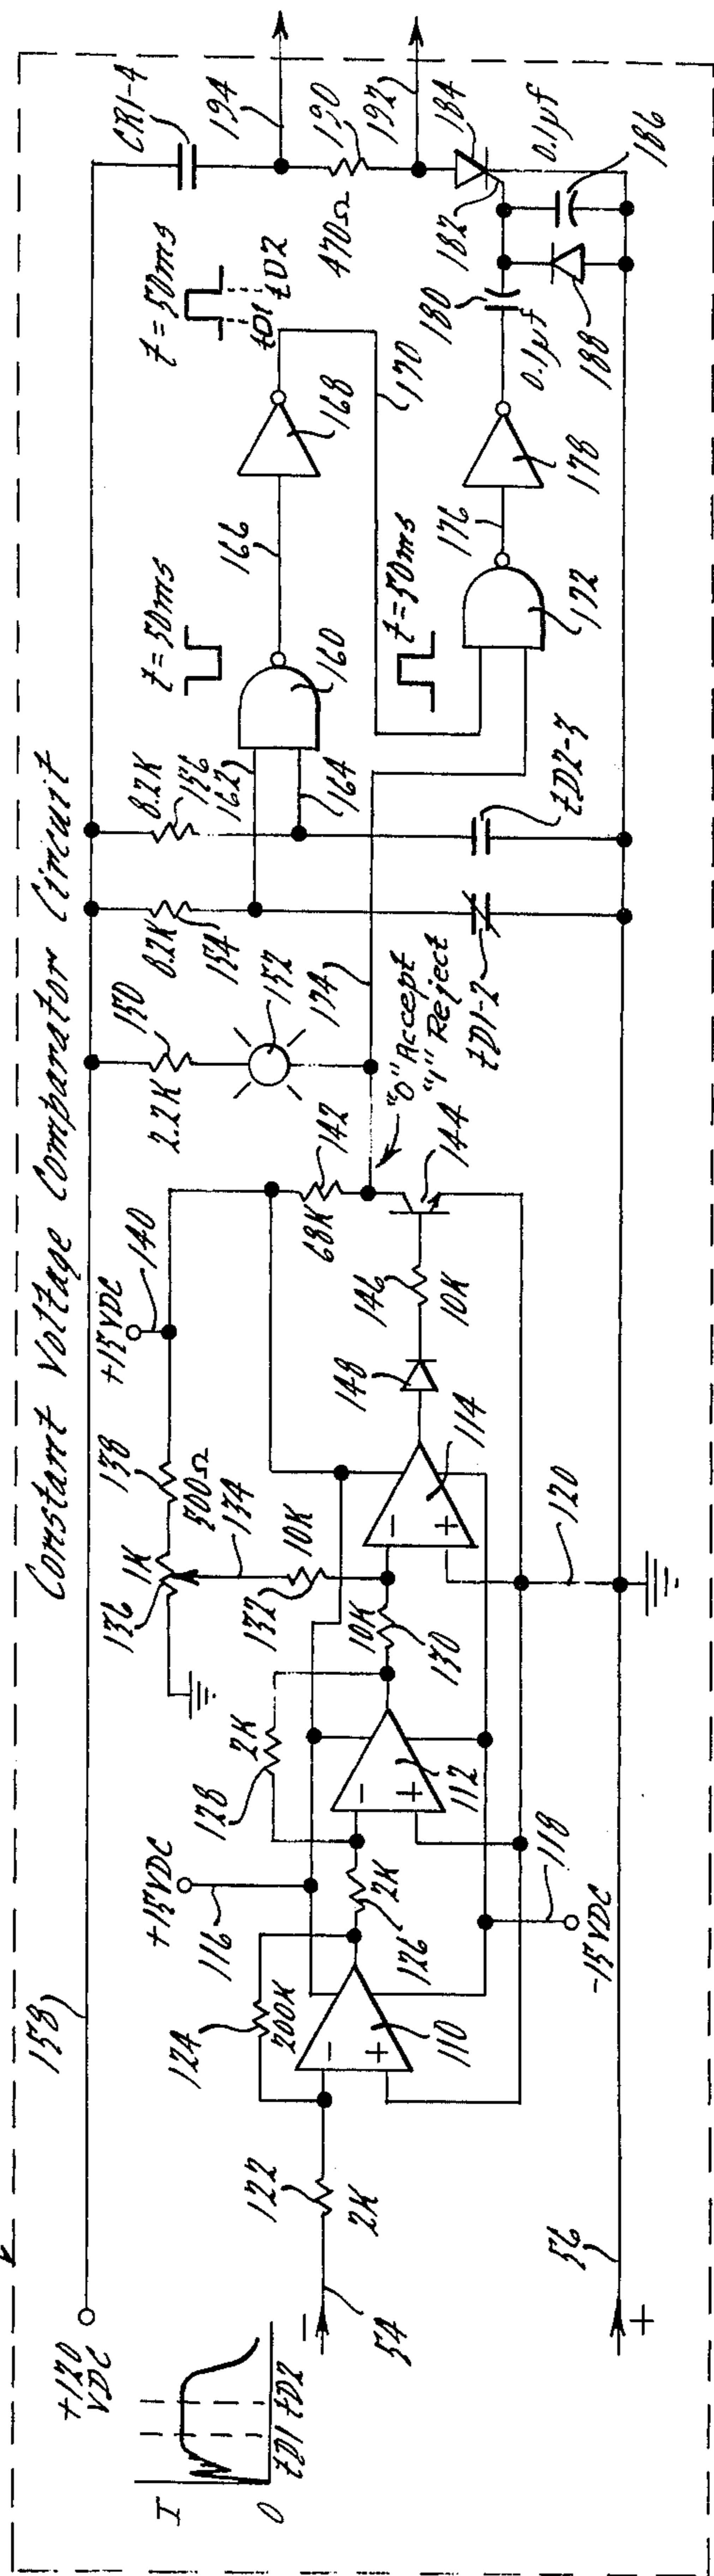 Constant Voltage Comparator Circuit
+120
VDC
158
I
0
tD1 tD2
−
54
+
56
122
2K
124
200K
110
− +
+15VDC
116
126
2K
128
2K
112
− +
118
-15VDC
136
1K
138
500Ω
+15VDC
140
134
132
10K
10K
130
114
− +
120
148
146
10K
144
142
68K
"0" Accept
"1" Reject
2.2K
150
152
174
8.2K
154
8.2K
156
162
164
tD1-2
tD2-3
160
t=50ms
166
168
t=50ms
tD1
tD2
170
t=50ms
172
176
178
180
0.1µf
182
188
186
0.1µf
184
192
470Ω
190
194
CR1-4